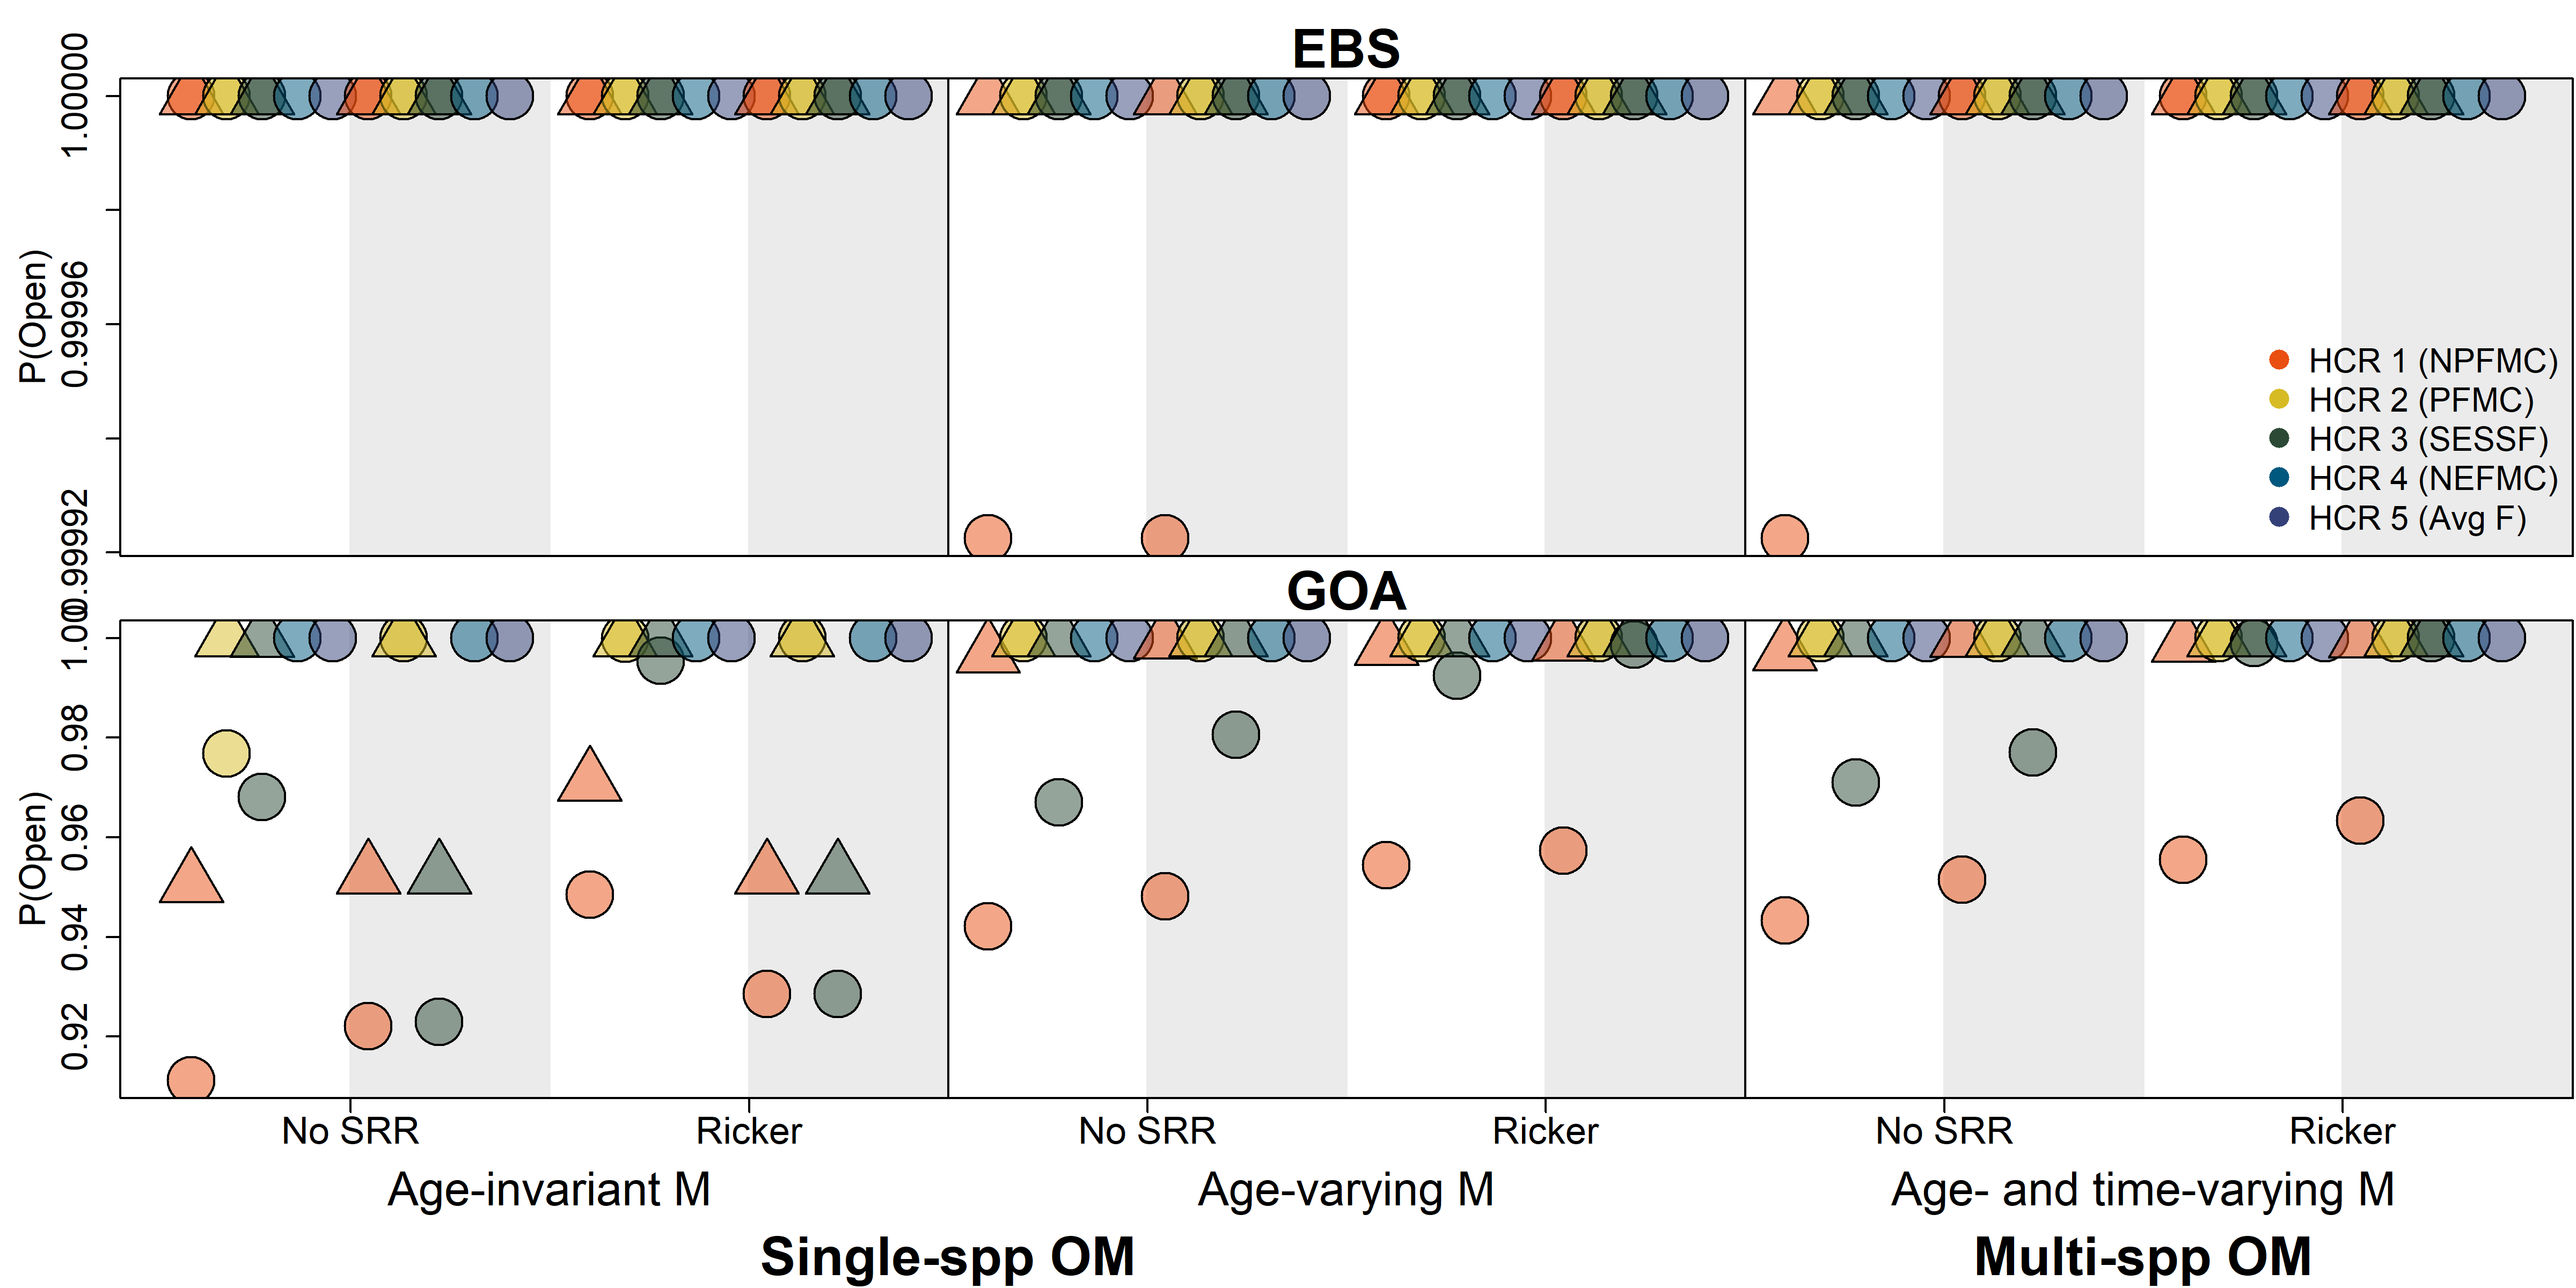 EBS
P(Open)
1.00000
0.99996
0.99992
HCR 1 (NPFMC)
HCR 2 (PFMC)
HCR 3 (SESSF)
HCR 4 (NEFMC)
HCR 5 (Avg F)
GOA
P(Open)
1.00
0.98
0.96
0.94
0.92
No SRR
Ricker
No SRR
Ricker
No SRR
Ricker
Age-invariant M
Age-varying M
Age- and time-varying M
Single-spp OM
Multi-spp OM